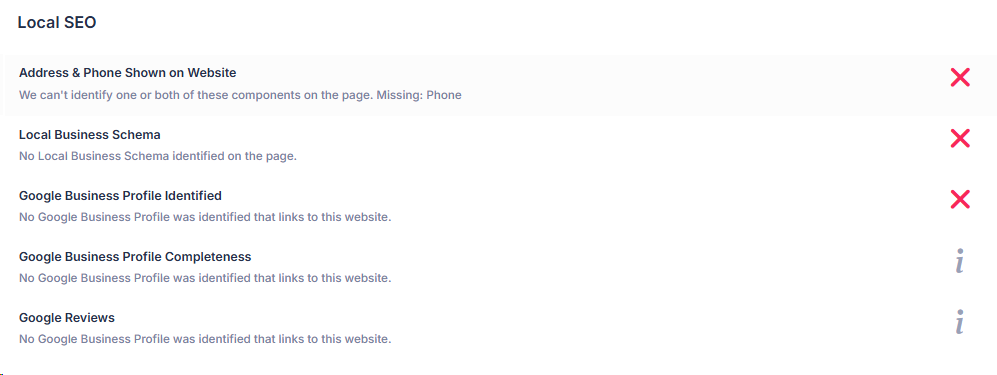 Local SEO
Address & Phone Shown on Website
We can't identify one or both of these components on the page. Missing: Phone
Local Business Schema
No Local Business Schema identified on the page.
Google Business Profile Identified
No Google Business Profile was identified that links to this website.
Google Business Profile Completeness
No Google Business Profile was identified that links to this website.
Google Reviews
No Google Business Profile was identified that links to this website.